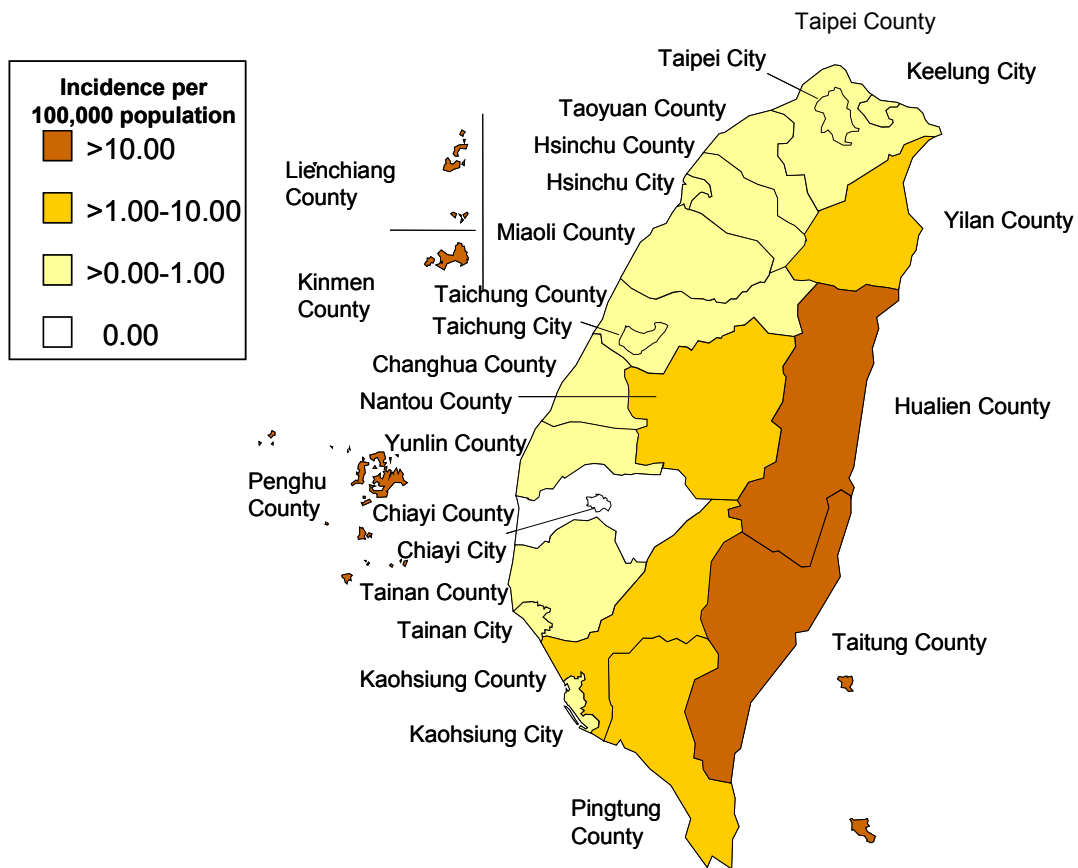 Incidence per
100,000 population
>10.00
>1.00-10.00
>0.00-1.00
0.00
Taipei County
Taipei City
Keelung City
Taoyuan County
Hsinchu County
Hsinchu City
Lienchiang
County
Miaoli County
Yilan County
Kinmen
County
Taichung County
Taichung City
Changhua County
Nantou County
Hualien County
Yunlin County
Penghu
County
Chiayi County
Chiayi City
Tainan County
Tainan City
Taitung County
Kaohsiung County
Kaohsiung City
Pingtung
County